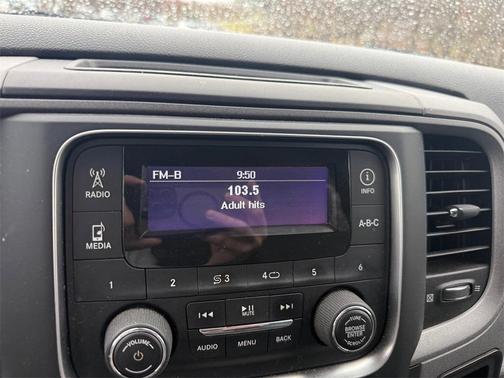 FM-B 9:50
103.5
Adult hits
RADIO
INFO
MEDIA
A-B-C
1 2 3 4 5 6
MUTE
AUDIO MENU BACK
VOLUME
TUNE
BROWSE
ENTER
SCROLL